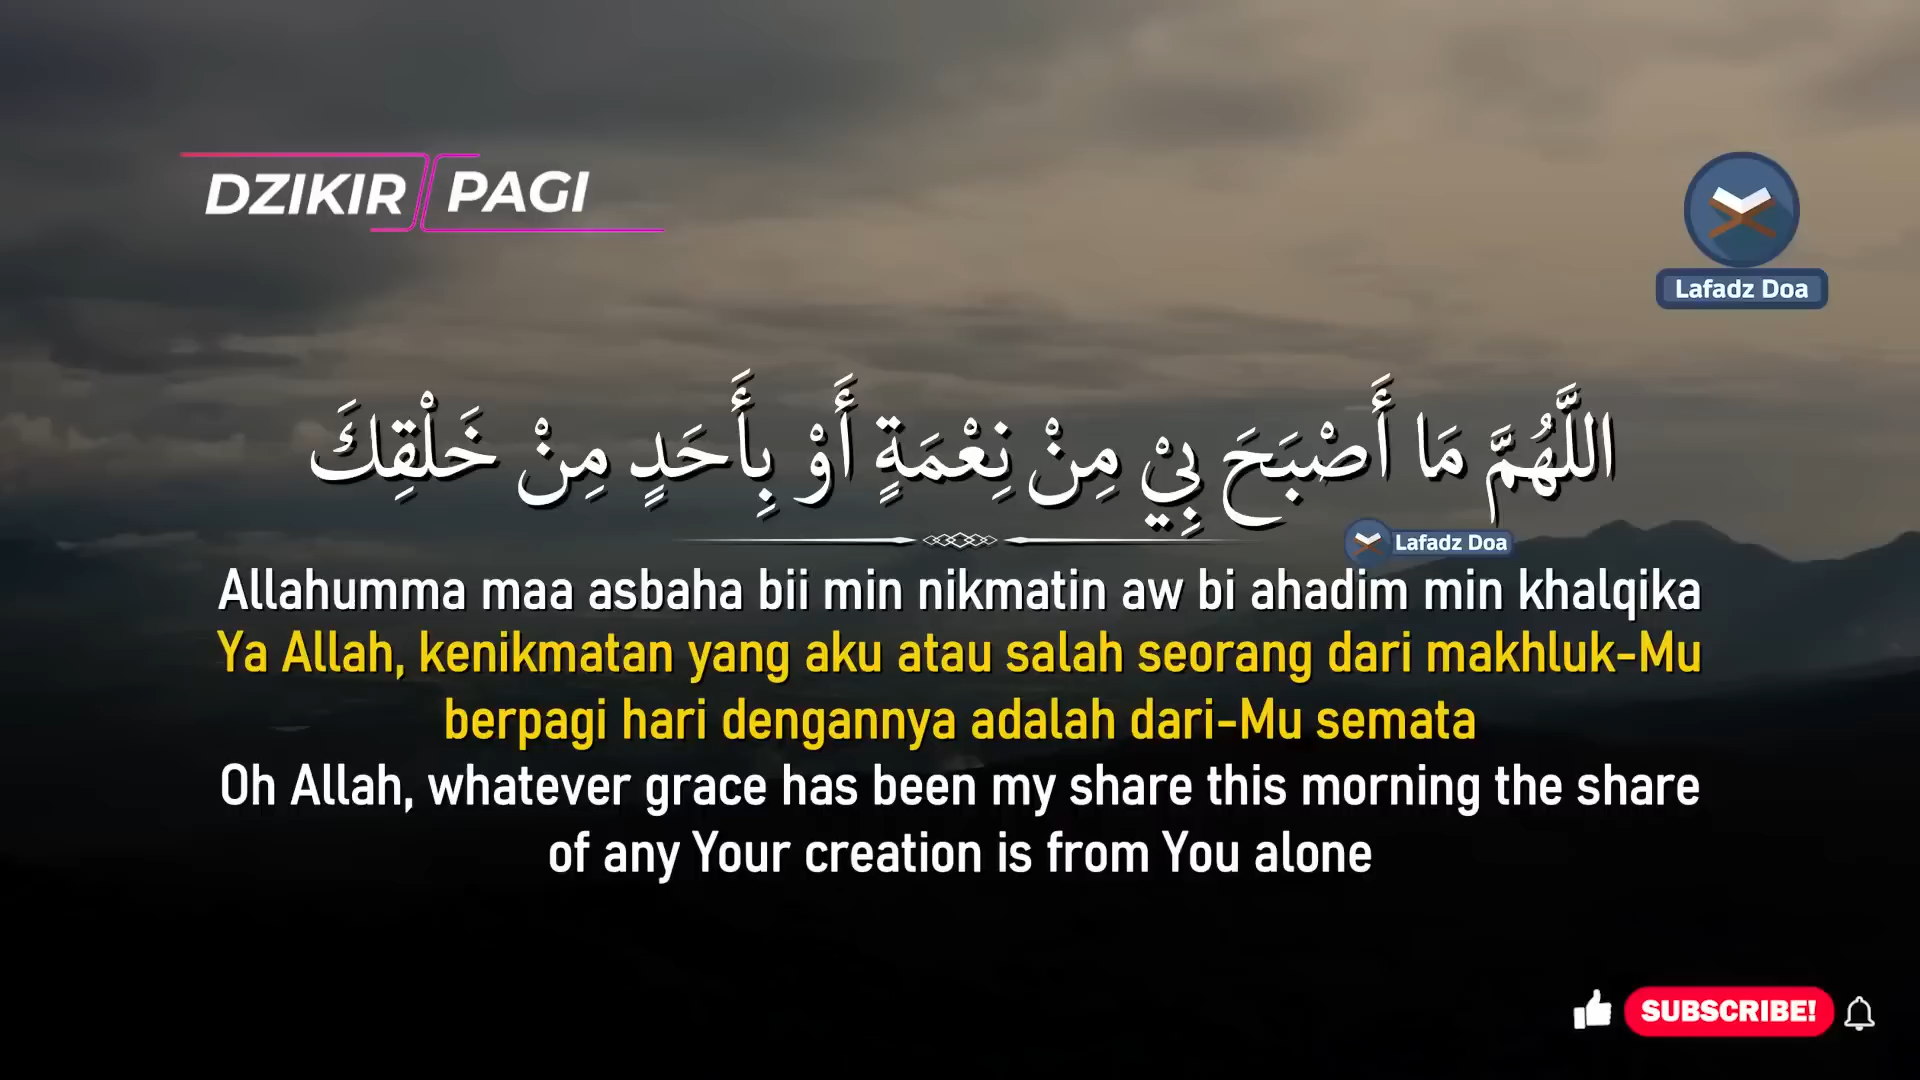 DZIKIR PAGI
Lafadz Doa
اللَّهُمَّ مَا أَصْبَحَ بِيْ مِنْ نِعْمَةٍ أَوْ بِأَحَدٍ مِنْ خَلْقِكَ
Lafadz Doa
Allahumma maa asbaha bii min nikmatin aw bi ahadim min khalqika
Ya Allah, kenikmatan yang aku atau salah seorang dari makhluk-Mu
berpagi hari dengannya adalah dari-Mu semata
Oh Allah, whatever grace has been my share this morning the share
of any Your creation is from You alone
SUBSCRIBE!